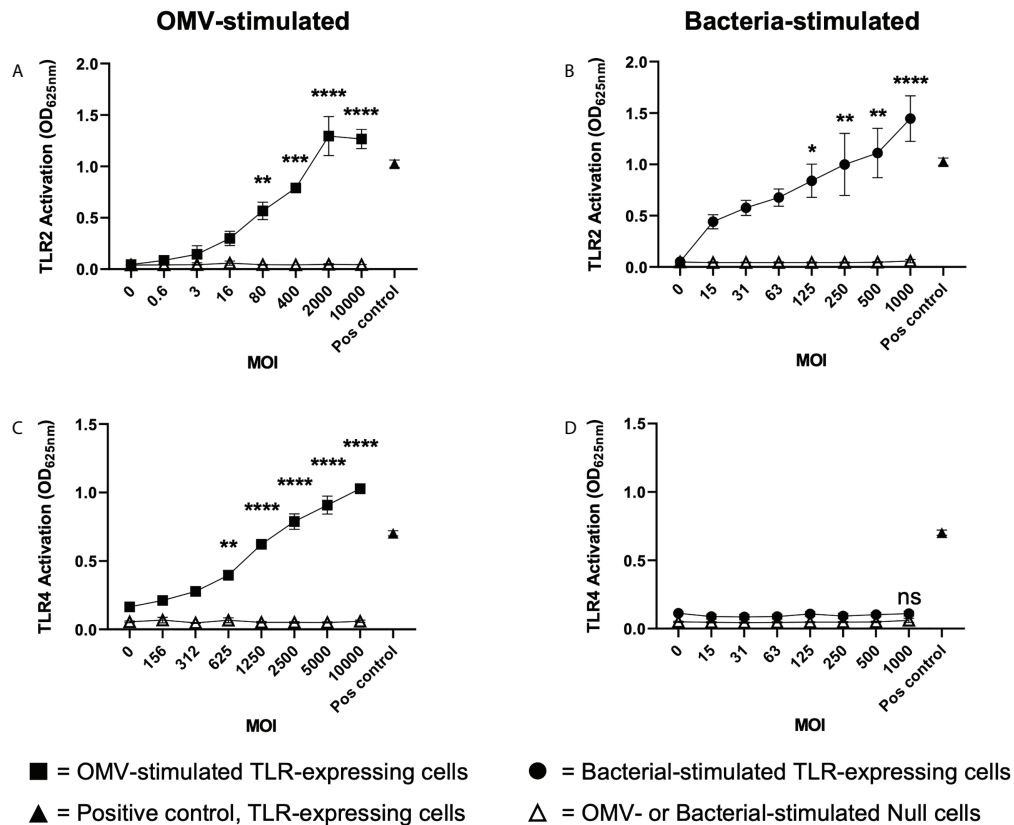 OMV-stimulated
Bacteria-stimulated
A
TLR2 Activation (OD625nm)
2.0
1.5
1.0
0.5
0.0
**
***
****
****
0
0.6
3
16
80
400
2000
10000
Pos control
MOI
B
TLR2 Activation (OD625nm)
2.0
1.5
1.0
0.5
0.0
*
**
**
****
0
15
31
63
125
250
500
1000
Pos control
MOI
C
TLR4 Activation (OD625nm)
1.5
1.0
0.5
0.0
**
****
****
****
****
0
156
312
625
1250
2500
5000
10000
Pos control
MOI
D
TLR4 Activation (OD625nm)
1.5
1.0
0.5
0.0
ns
0
15
31
63
125
250
500
1000
Pos control
MOI
= OMV-stimulated TLR-expressing cells
= Bacterial-stimulated TLR-expressing cells
= Positive control, TLR-expressing cells
= OMV- or Bacterial-stimulated Null cells